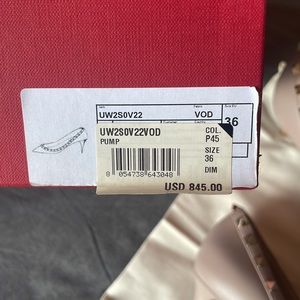 UW2S0V22 VOD 36
UW2S0V22VOD COL.
PUMP P45
SIZE
36
8 054738 643048 DIM
USD 845.00